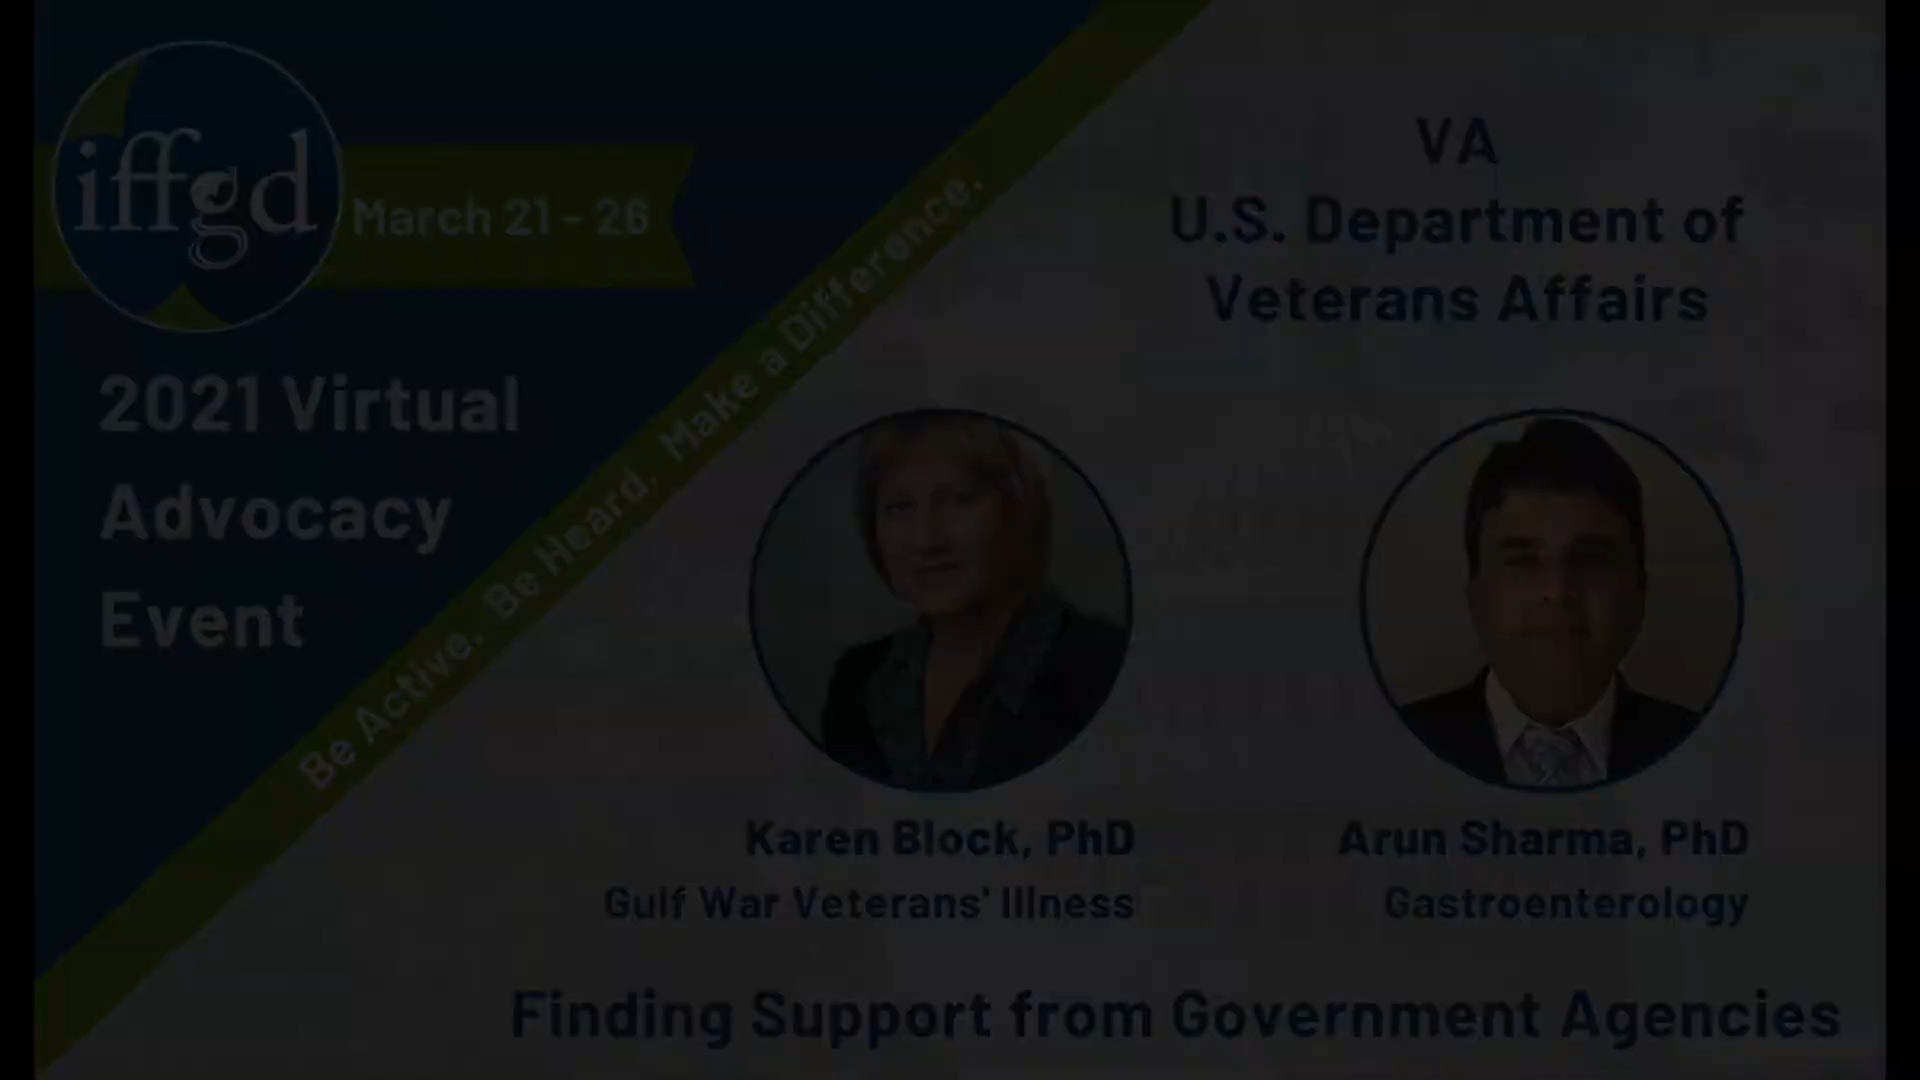 iffgd
March 21 - 26
2021 Virtual
Advocacy
Event
Be Active. Be Heard. Make a Difference.
VA
U.S. Department of
Veterans Affairs
Karen Block, PhD
Gulf War Veterans' Illness
Arun Sharma, PhD
Gastroenterology
Finding Support from Government Agencies